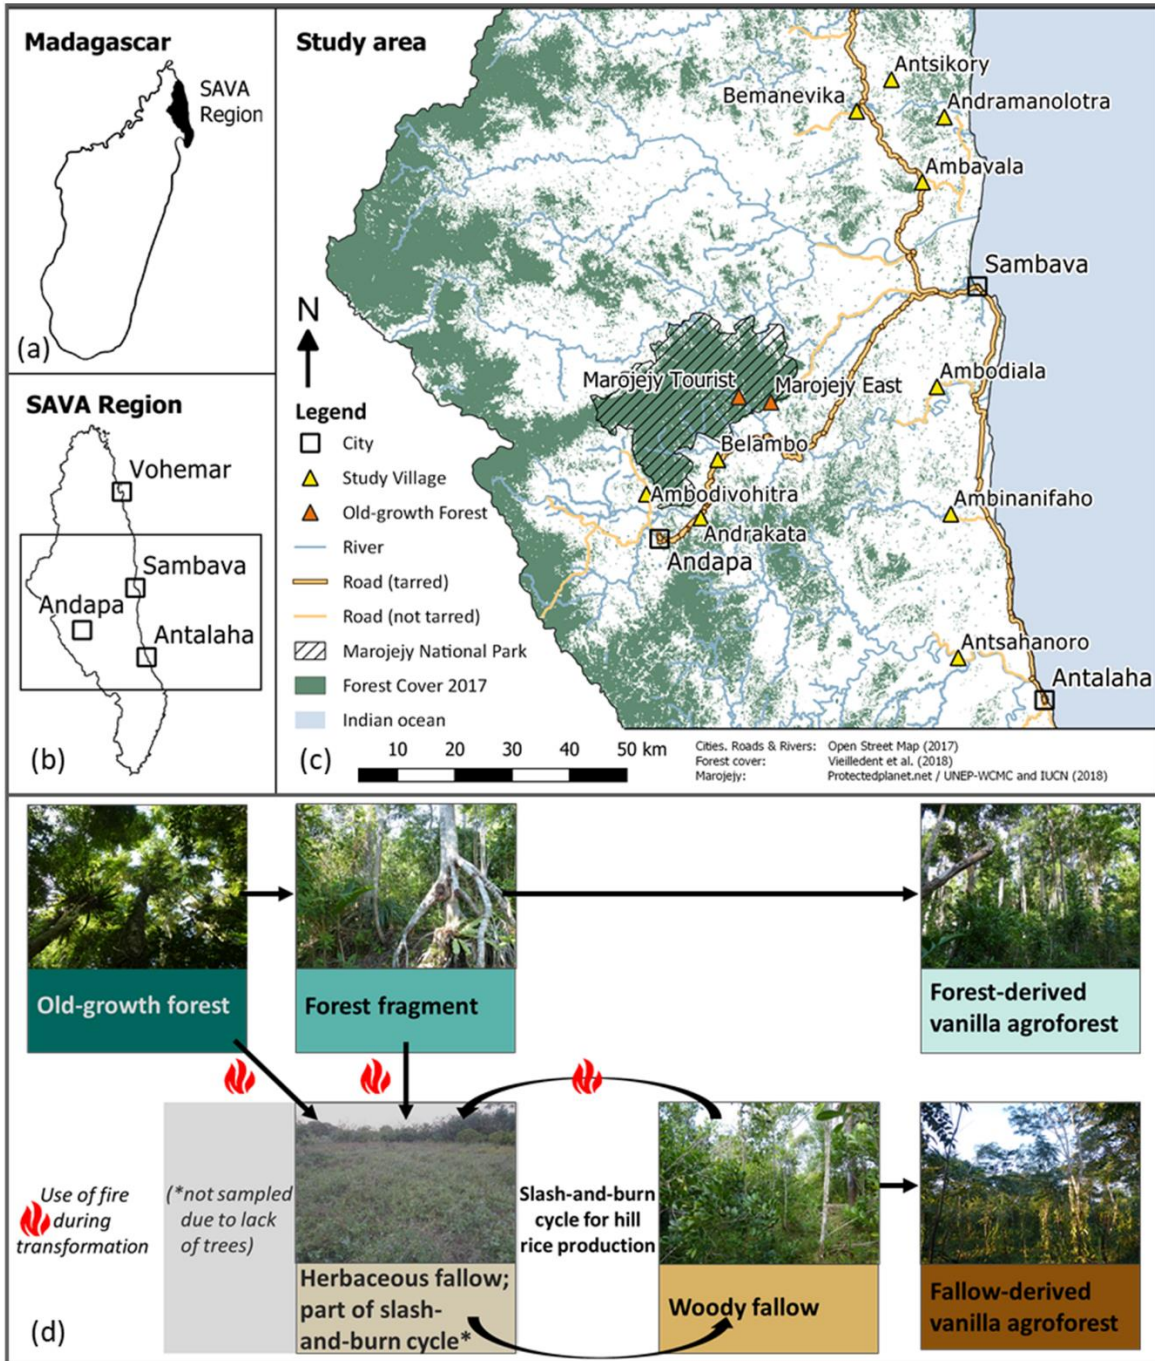 Madagascar
SAVA
Region
(a)
SAVA Region
Vohemar
Sambava
Andapa
Antalaha
(b)
Study area
Antsikory
Bemanevika
Andramanolotra
Ambavala
Sambava
N
Marojejy Tourist
Marojejy East
Ambodiala
Belambo
Ambodivohitra
Ambinanifaho
Andrakata
Andapa
Antsahanoro
Antalaha
Legend
City
Study Village
Old-growth Forest
River
Road (tarred)
Road (not tarred)
Marojejy National Park
Forest Cover 2017
Indian ocean
(c)
10 20 30 40 50 km
Cities. Roads & Rivers: Open Street Map (2017)
Forest cover: Vieilledent et al. (2018)
Marojejy: Protectedplanet.net / UNEP-WCMC and IUCN (2018)
Old-growth forest
Forest fragment
Forest-derived
vanilla agroforest
Use of fire
during
transformation
(*not sampled
due to lack
of trees)
Herbaceous fallow;
part of slash-
and-burn cycle*
Slash-and-burn
cycle for hill
rice production
Woody fallow
Fallow-derived
vanilla agroforest
(d)